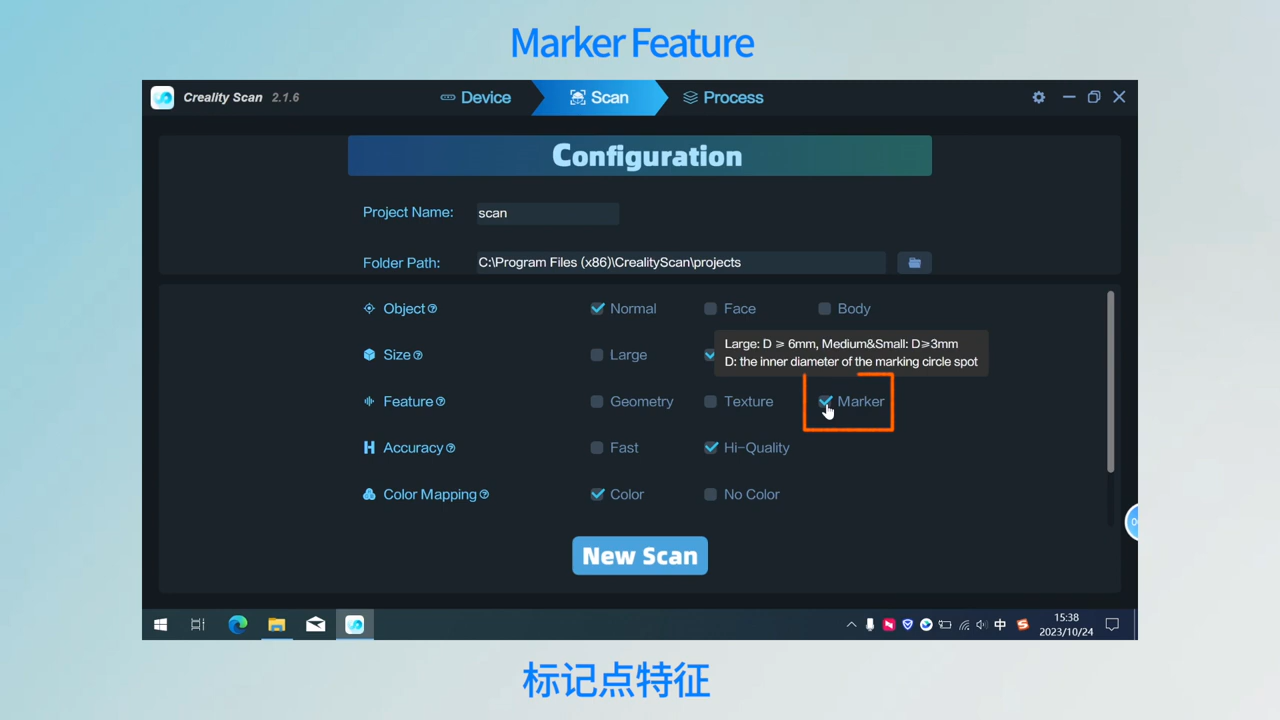 Marker Feature
Creality Scan 2.1.6
Device
Scan
Process
Configuration
Project Name: scan
Folder Path: C:\Program Files (x86)\CrealityScan\projects
Object Normal Face Body
Large: D ≥ 6mm, Medium&Small: D≥3mm
D: the inner diameter of the marking circle spot
Size Large
Feature Geometry Texture Marker
Accuracy Fast Hi-Quality
Color Mapping Color No Color
New Scan
中
15:38
2023/10/24
标记点特征